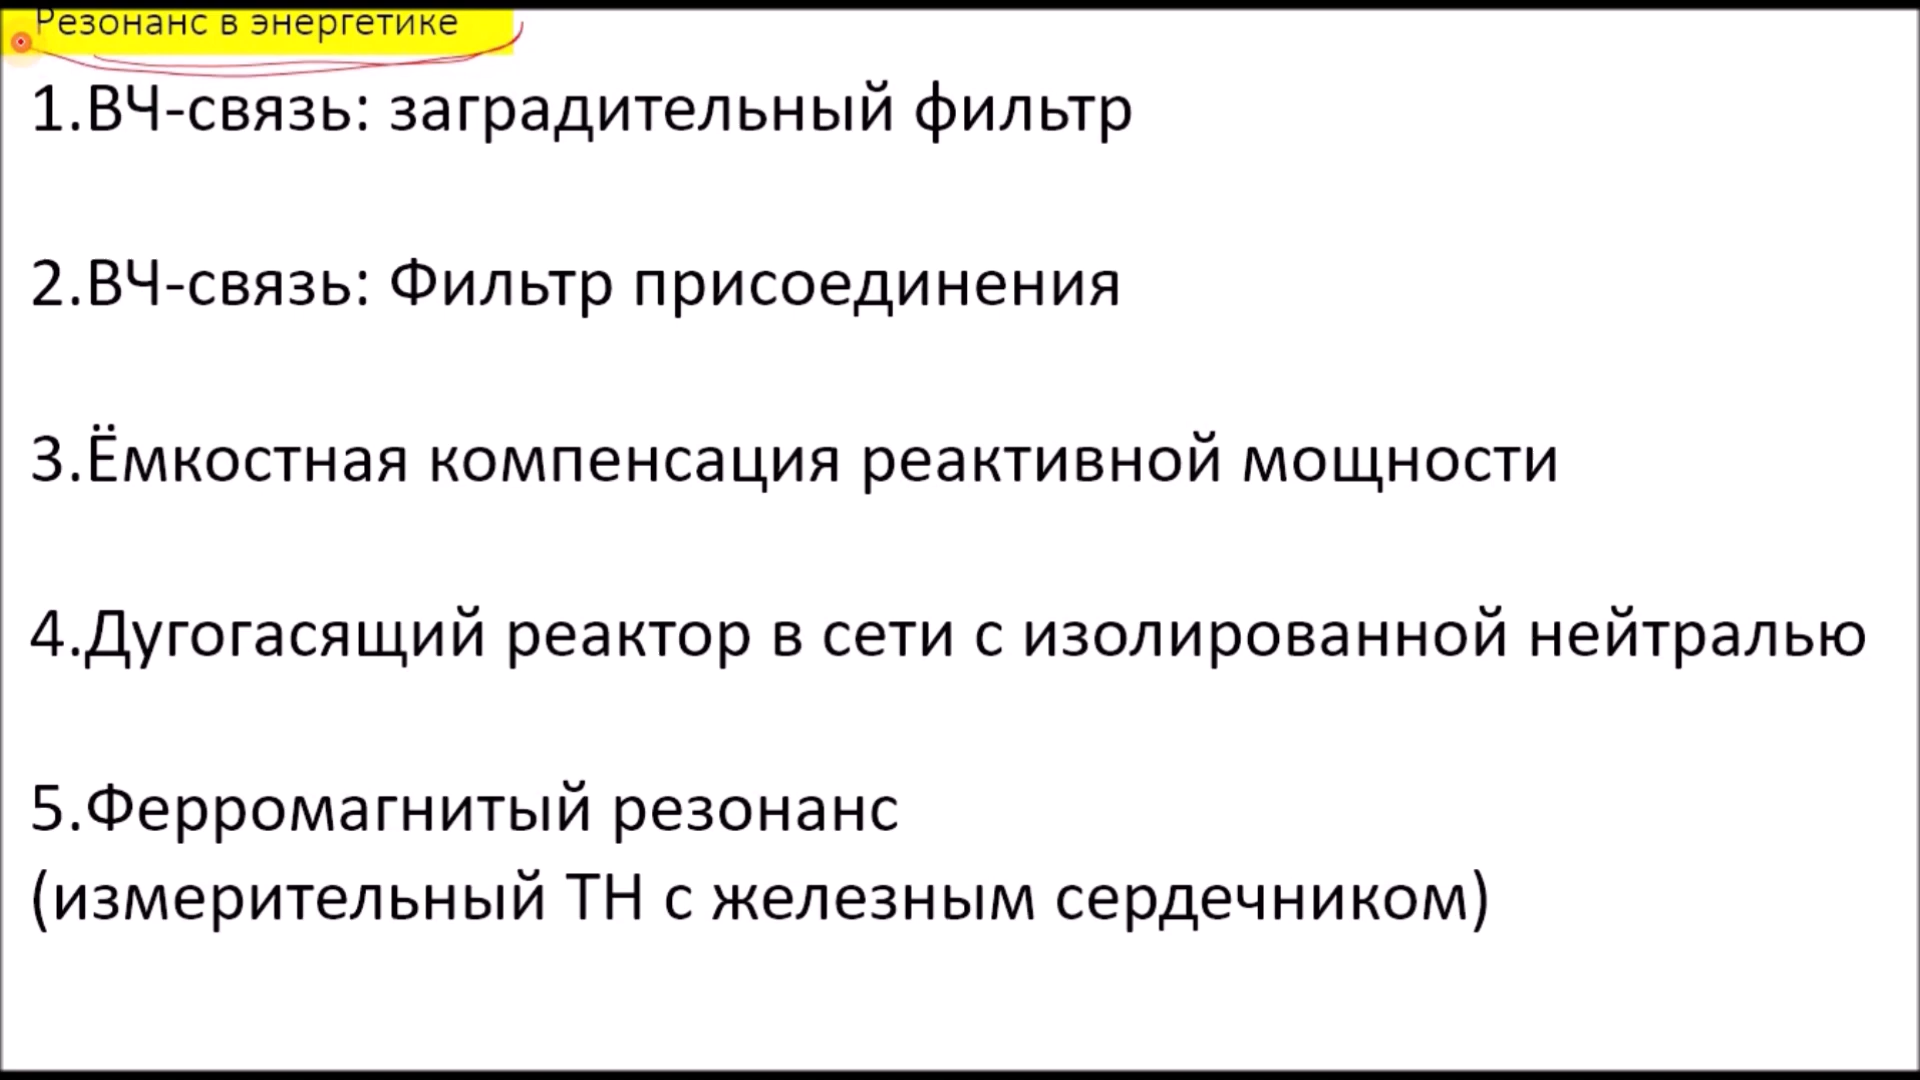 Резонанс в энергетике
1.ВЧ-связь: заградительный фильтр
2.ВЧ-связь: Фильтр присоединения
3.Ёмкостная компенсация реактивной мощности
4.Дугогасящий реактор в сети с изолированной нейтралью
5.Ферромагнитый резонанс
(измерительный ТН с железным сердечником)